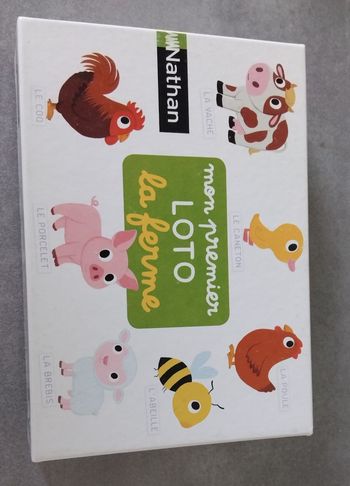 Nathan
mon premier
LOTO
la ferme
LE COQ
LA VACHE
LE PORCELET
LE CANETON
LA BREBIS
L'ABEILLE
LA POULE